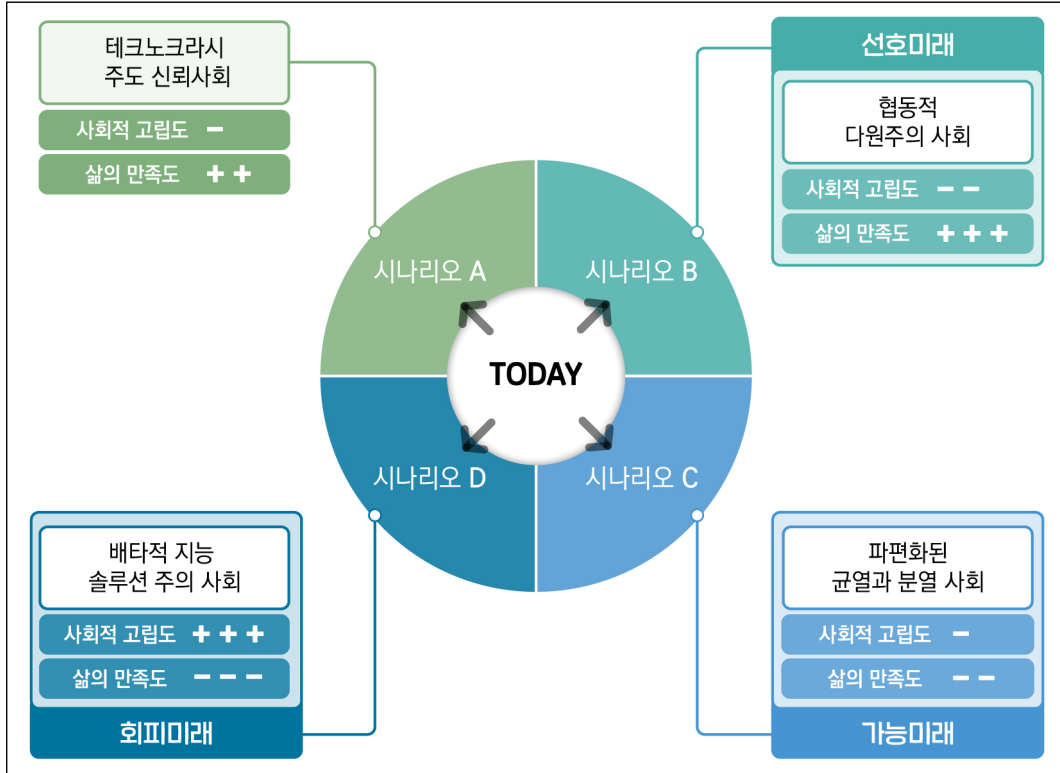 테크노크라시
주도 신뢰사회
사회적 고립도 −
삶의 만족도 + +
선호미래
협동적
다원주의 사회
사회적 고립도 − −
삶의 만족도 + + +
시나리오 A
시나리오 B
TODAY
시나리오 D
시나리오 C
배타적 지능
솔루션 주의 사회
사회적 고립도 + + +
삶의 만족도 − − −
회피미래
파편화된
균열과 분열 사회
사회적 고립도 −
삶의 만족도 − −
가능미래